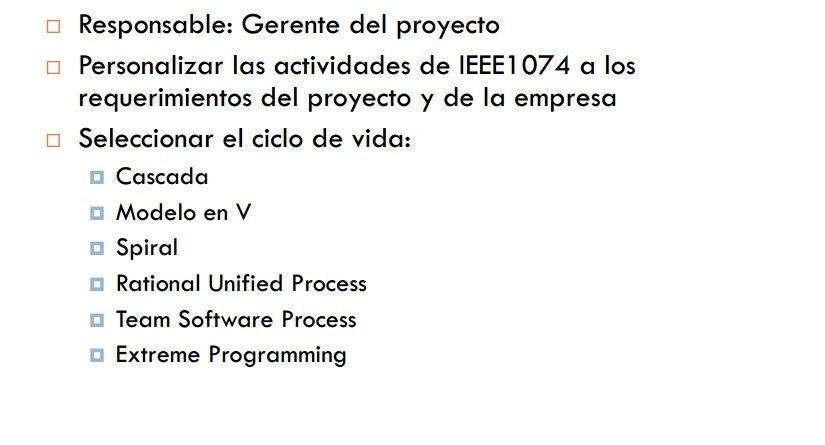 Responsable: Gerente del proyecto
Personalizar las actividades de IEEE1074 a los
requerimientos del proyecto y de la empresa
Seleccionar el ciclo de vida:
Cascada
Modelo en V
Spiral
Rational Unified Process
Team Software Process
Extreme Programming